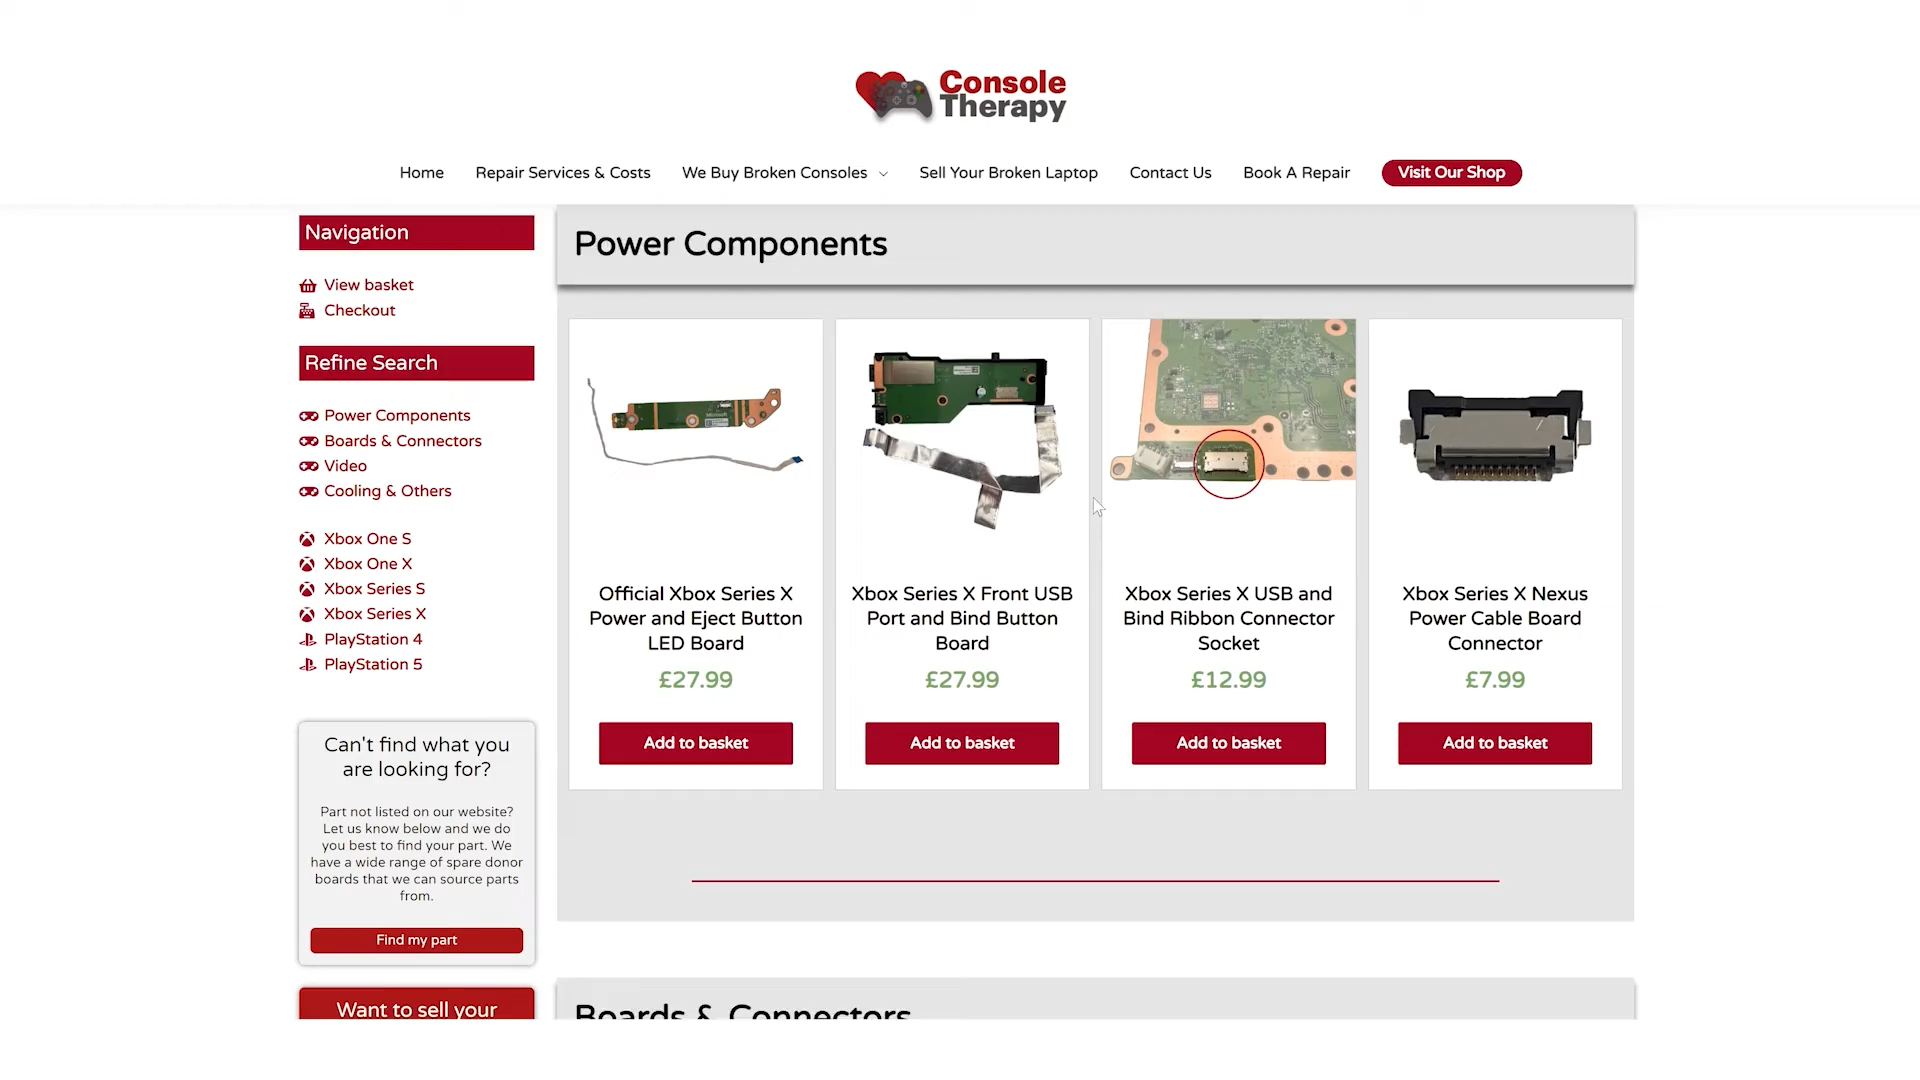 Console
Therapy
Home
Repair Services & Costs
We Buy Broken Consoles
Sell Your Broken Laptop
Contact Us
Book A Repair
Visit Our Shop
Navigation
View basket
Checkout
Refine Search
Power Components
Boards & Connectors
Video
Cooling & Others
Xbox One S
Xbox One X
Xbox Series S
Xbox Series X
PlayStation 4
PlayStation 5
Can't find what you
are looking for?
Part not listed on our website?
Let us know below and we do
you best to find your part. We
have a wide range of spare donor
boards that we can source parts
from.
Find my part
Want to sell your
Power Components
Official Xbox Series X
Power and Eject Button
LED Board
£27.99
Add to basket
Xbox Series X Front USB
Port and Bind Button
Board
£27.99
Add to basket
Xbox Series X USB and
Bind Ribbon Connector
Socket
£12.99
Add to basket
Xbox Series X Nexus
Power Cable Board
Connector
£7.99
Add to basket
Boards & Connectors